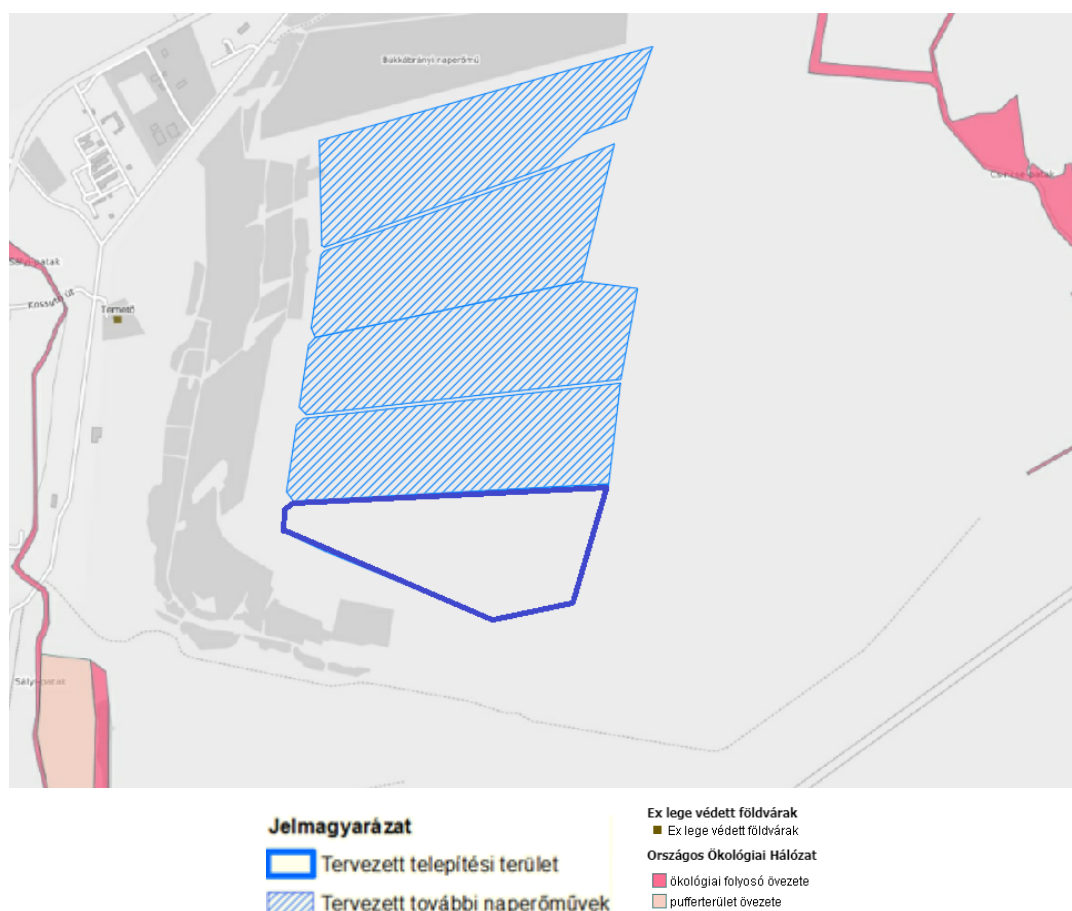 Bükkábrányi naperőmű
Csincse-patak
Sályi-patak
Kossuth út
Temető
Sályi-patak
Jelmagyarázat
Tervezett telepítési terület
Tervezett további naperőművek
Ex lege védett földvárak
Ex lege védett földvárak
Országos Ökológiai Hálózat
ökológiai folyosó övezete
pufferterület övezete